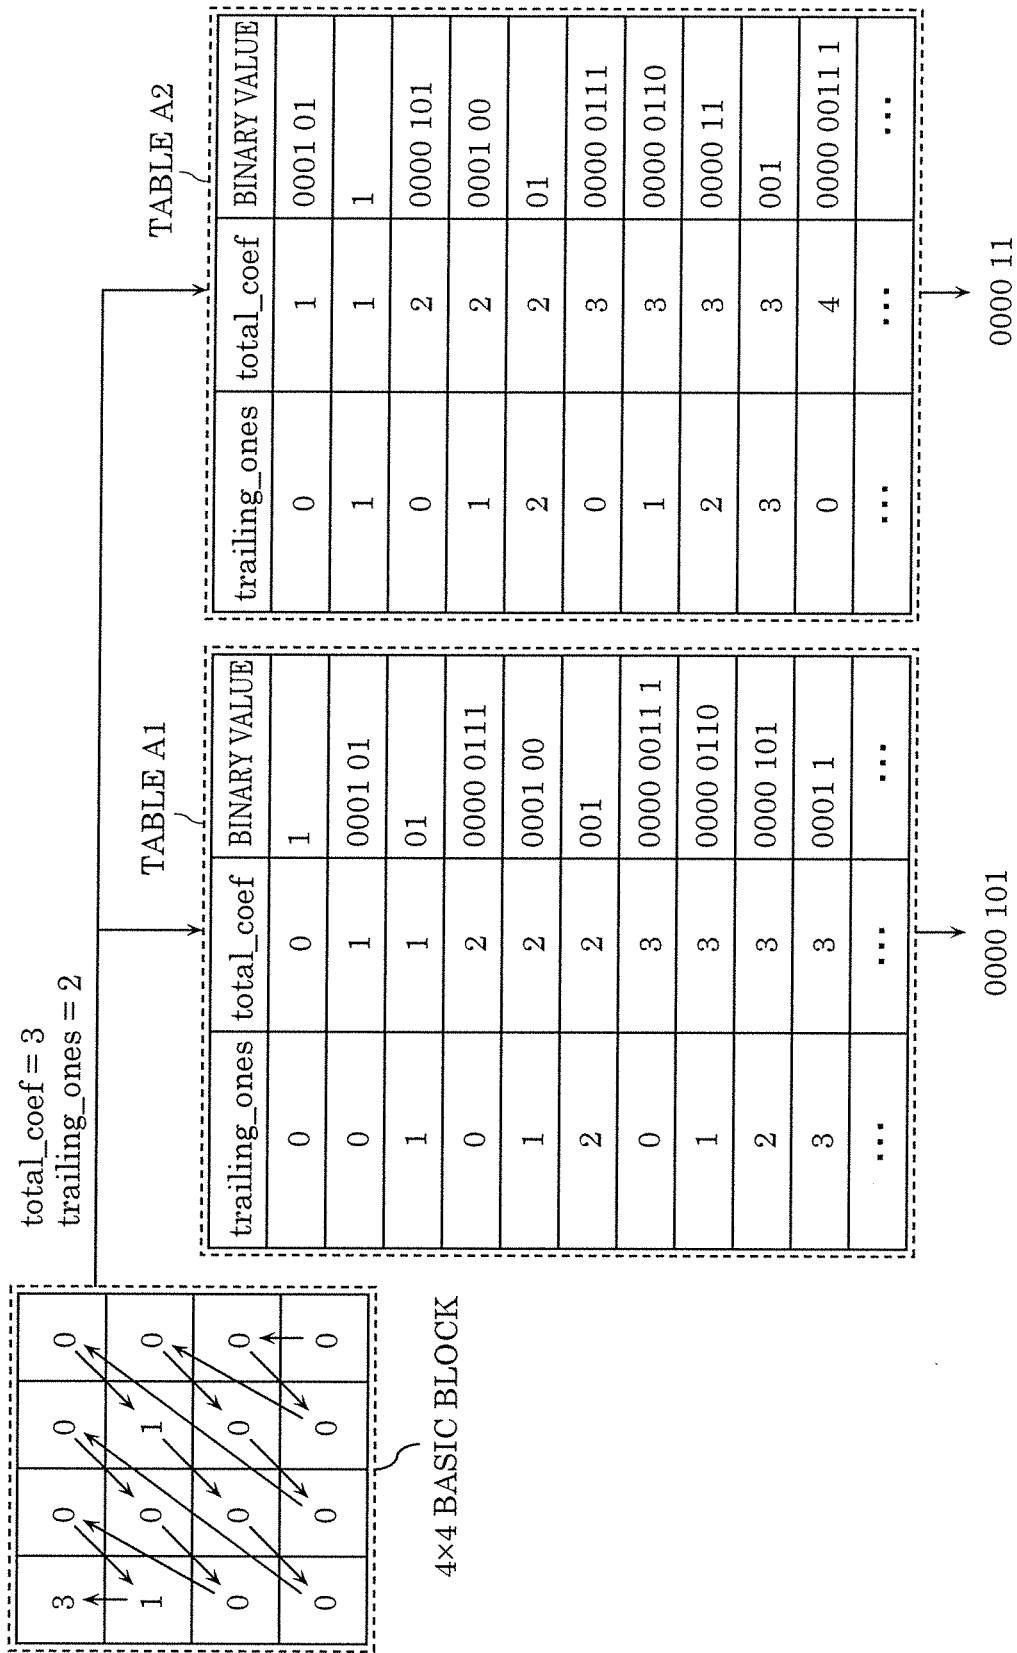 total_coef = 3
trailing_ones = 2
3 0 0 0
1 0 1 0
0 0 0 0
0 0 0 0
4×4 BASIC BLOCK
TABLE A1
trailing_ones total_coef BINARY VALUE
0 0 1
0 1 0001 01
1 1 01
0 2 0000 0111
1 2 0001 00
2 2 001
0 3 0000 0011 1
1 3 0000 0110
2 3 0000 101
3 3 0001 1
... ... ...
0000 101
TABLE A2
trailing_ones total_coef BINARY VALUE
0 1 0001 01
1 1 1
0 2 0000 101
1 2 0001 00
2 2 01
0 3 0000 0111
1 3 0000 0110
2 3 0000 11
3 3 001
0 4 0000 0011 1
... ... ...
0000 11